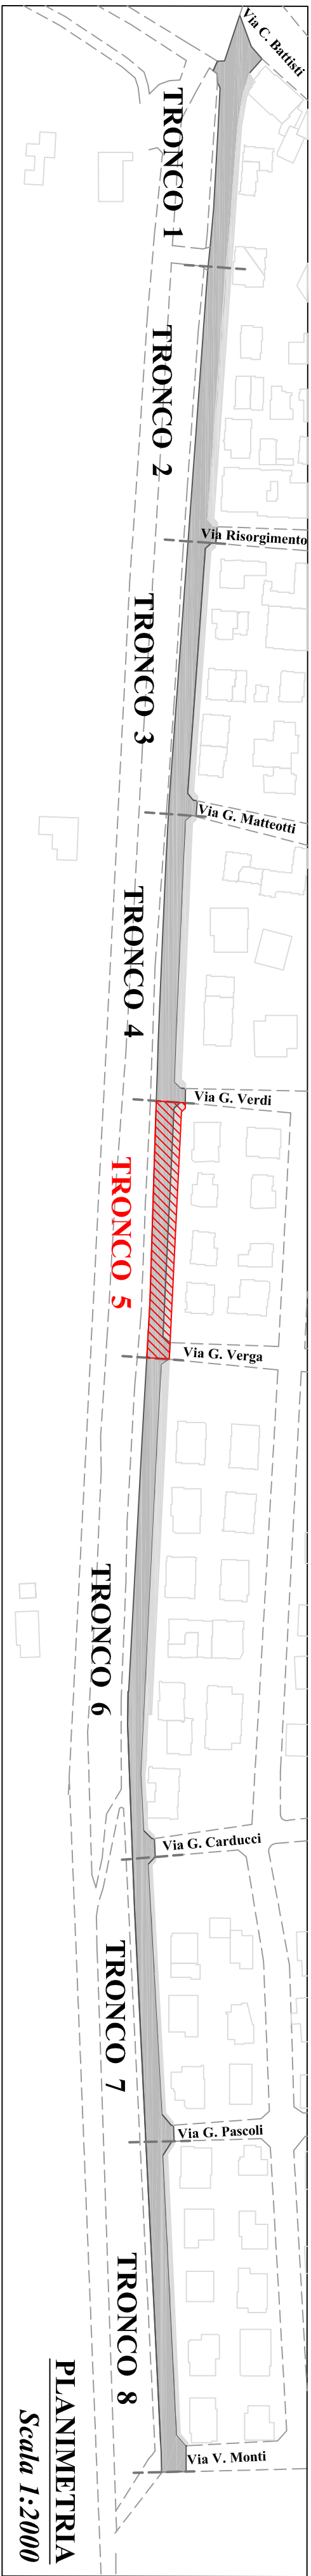 Via C. Battisti
TRONCO 1
TRONCO 2
Via Risorgimento
TRONCO 3
Via G. Matteotti
TRONCO 4
Via G. Verdi
TRONCO 5
Via G. Verga
TRONCO 6
Via G. Carducci
TRONCO 7
Via G. Pascoli
TRONCO 8
Via V. Monti
PLANIMETRIA
Scala 1:2000